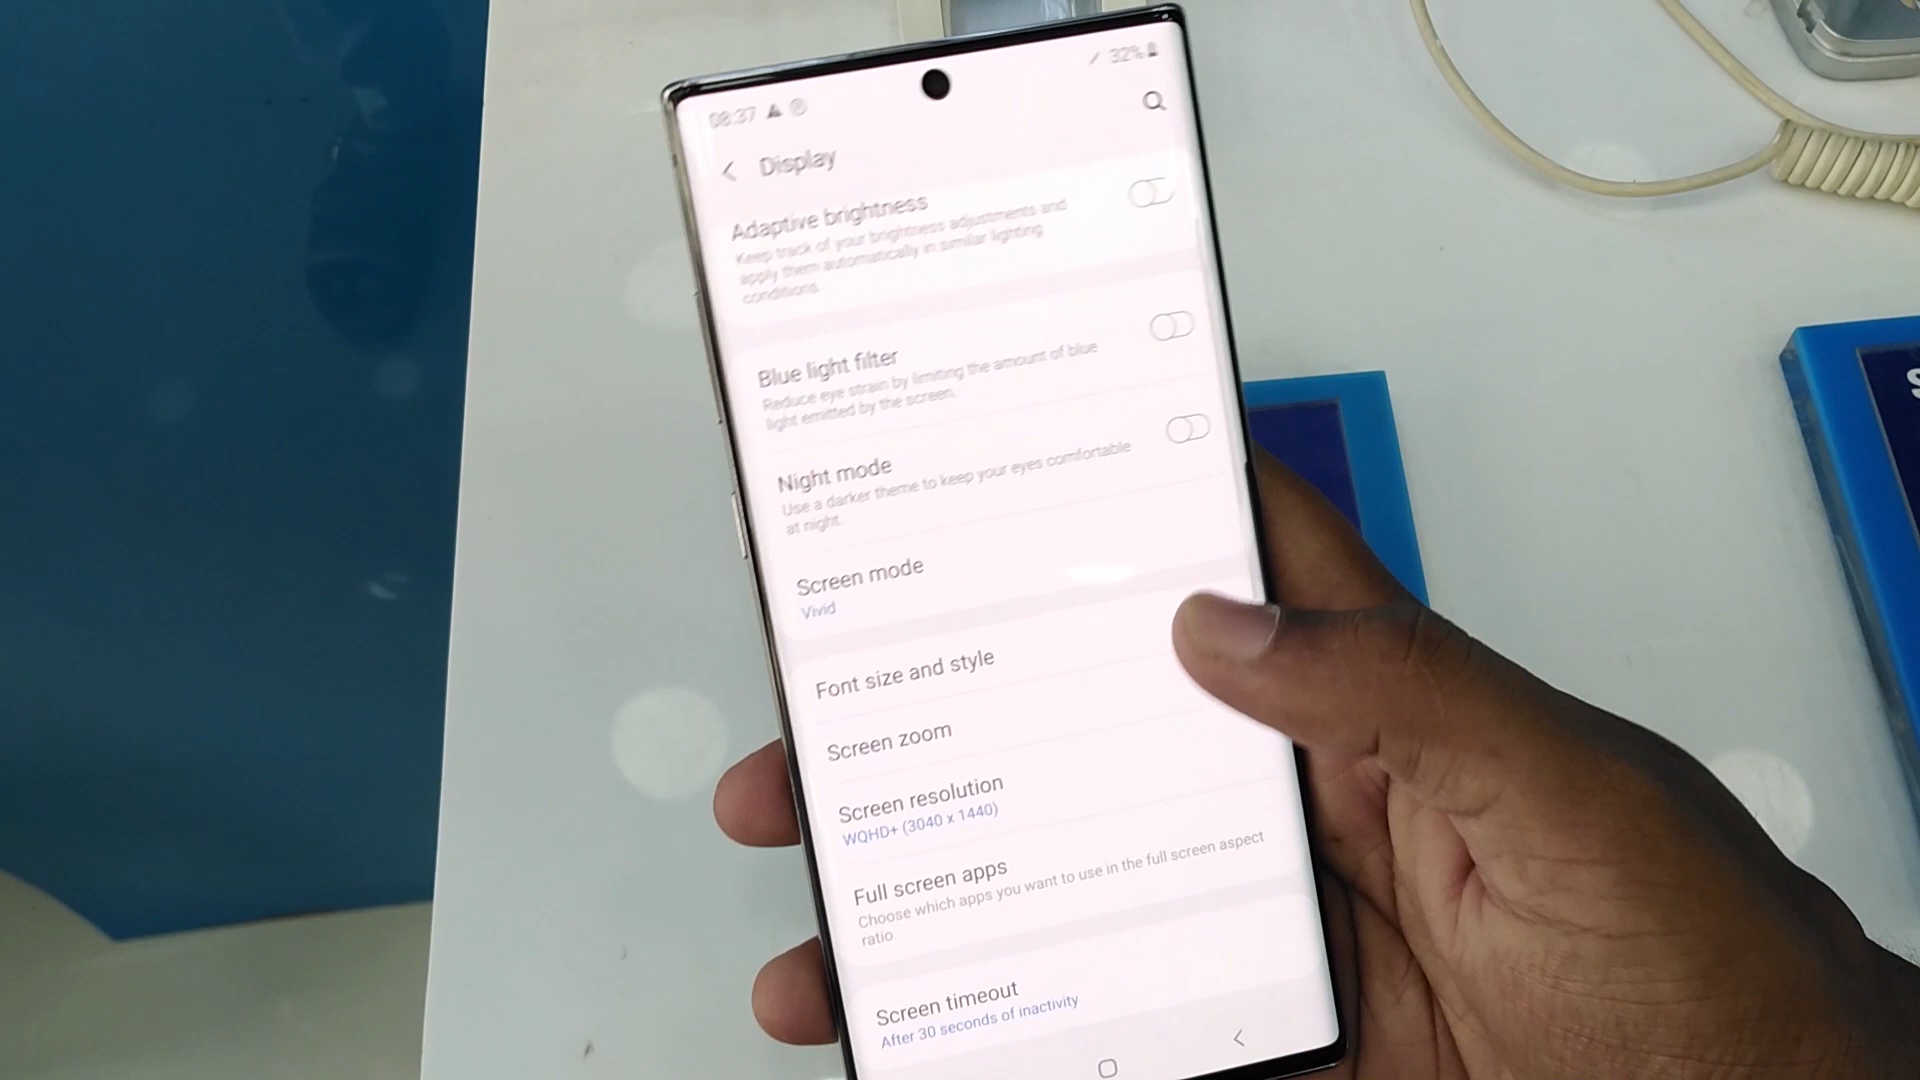 08:37
32%
Display
Adaptive brightness
Keep track of your brightness adjustments and
apply them automatically in similar lighting
conditions.
Blue light filter
Reduce eye strain by limiting the amount of blue
light emitted by the screen.
Night mode
Use a darker theme to keep your eyes comfortable
at night.
Screen mode
Vivid
Font size and style
Screen zoom
Screen resolution
WQHD+ (3040 x 1440)
Full screen apps
Choose which apps you want to use in the full screen aspect
ratio.
Screen timeout
After 30 seconds of inactivity
S